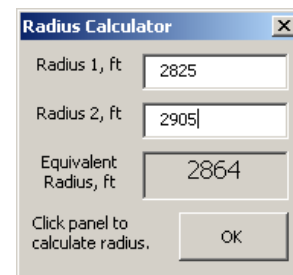 Radius Calculator
Radius 1, ft 2825
Radius 2, ft 2905
Equivalent
Radius, ft 2864
Click panel to
calculate radius. OK